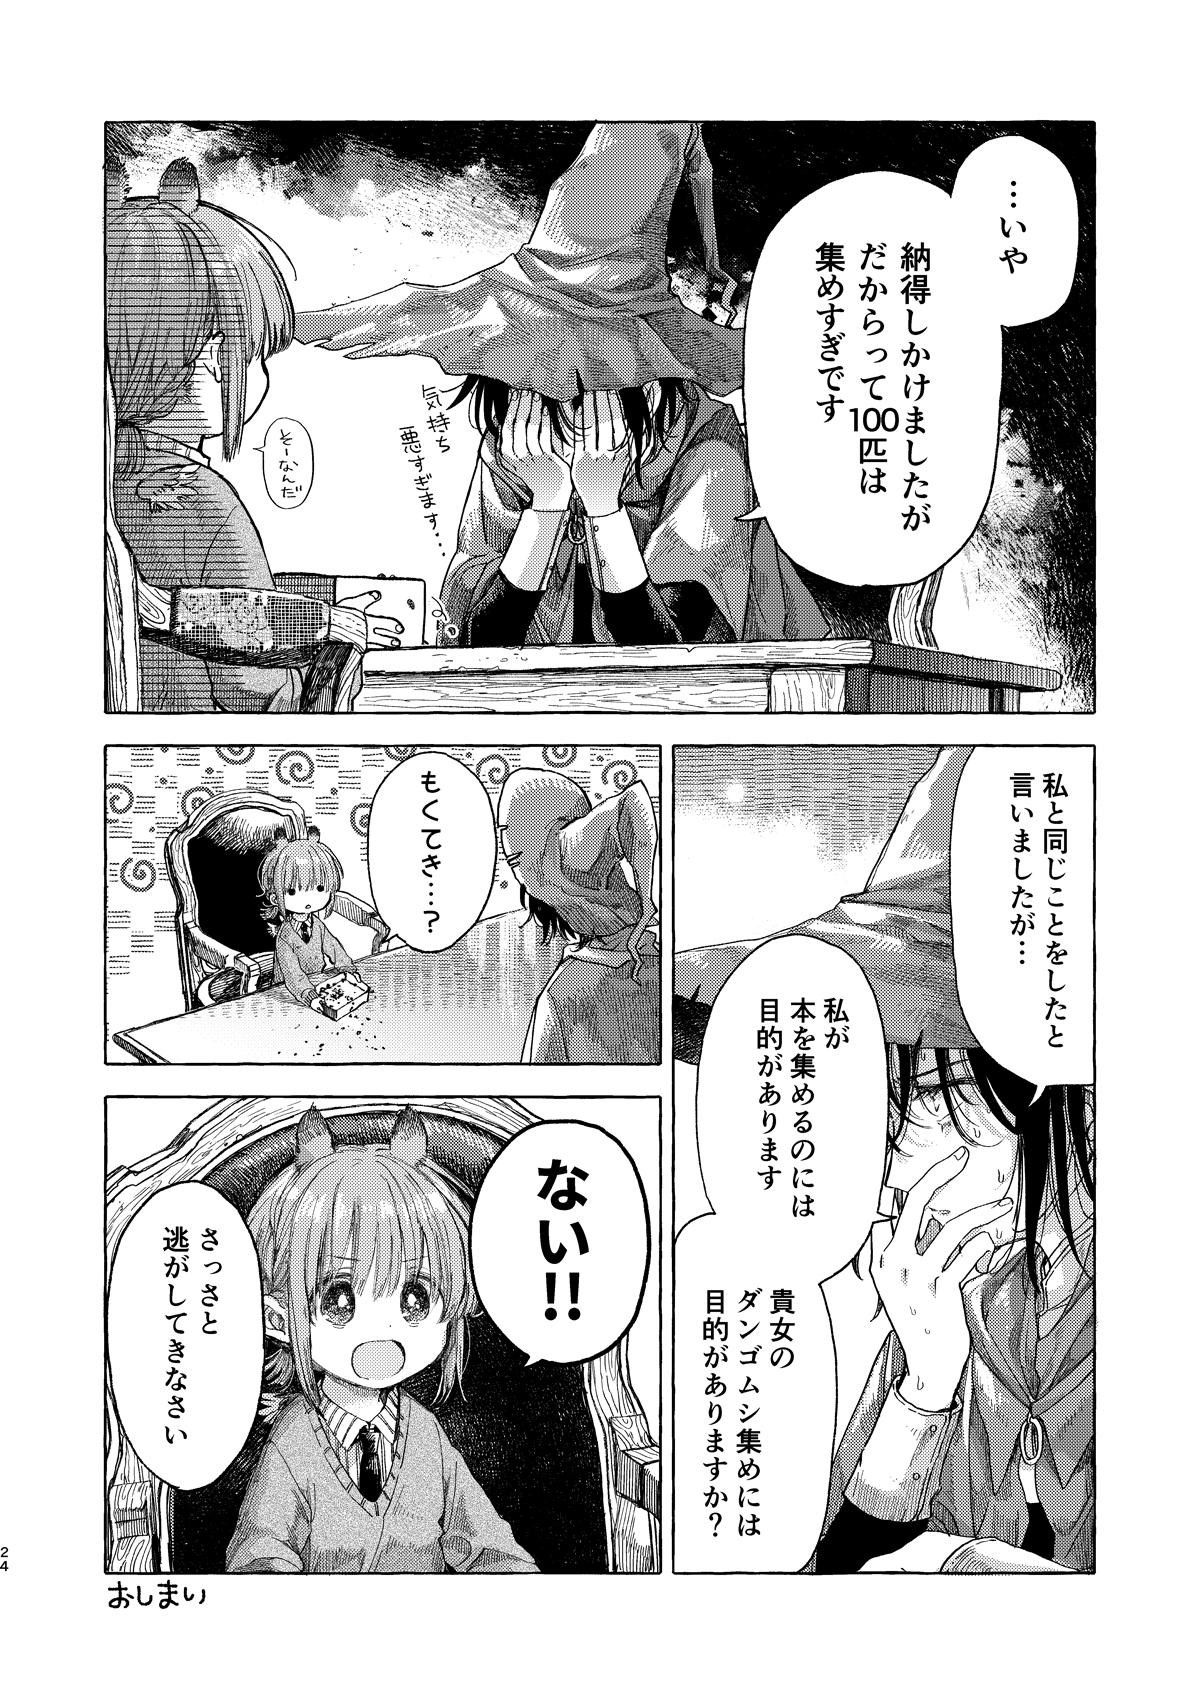 …いや
納得しかけましたが
だからって100匹は
集めすぎです
気持ち
悪すぎます...
そーなんだ
私と同じことをしたと
言いましたが…
私が
本を集めるのには
目的があります
貴女の
ダンゴムシ集めには
目的がありますか？
もくてき…．？
ない!!
さっさと
逃がしてきなさい
おしまい
24